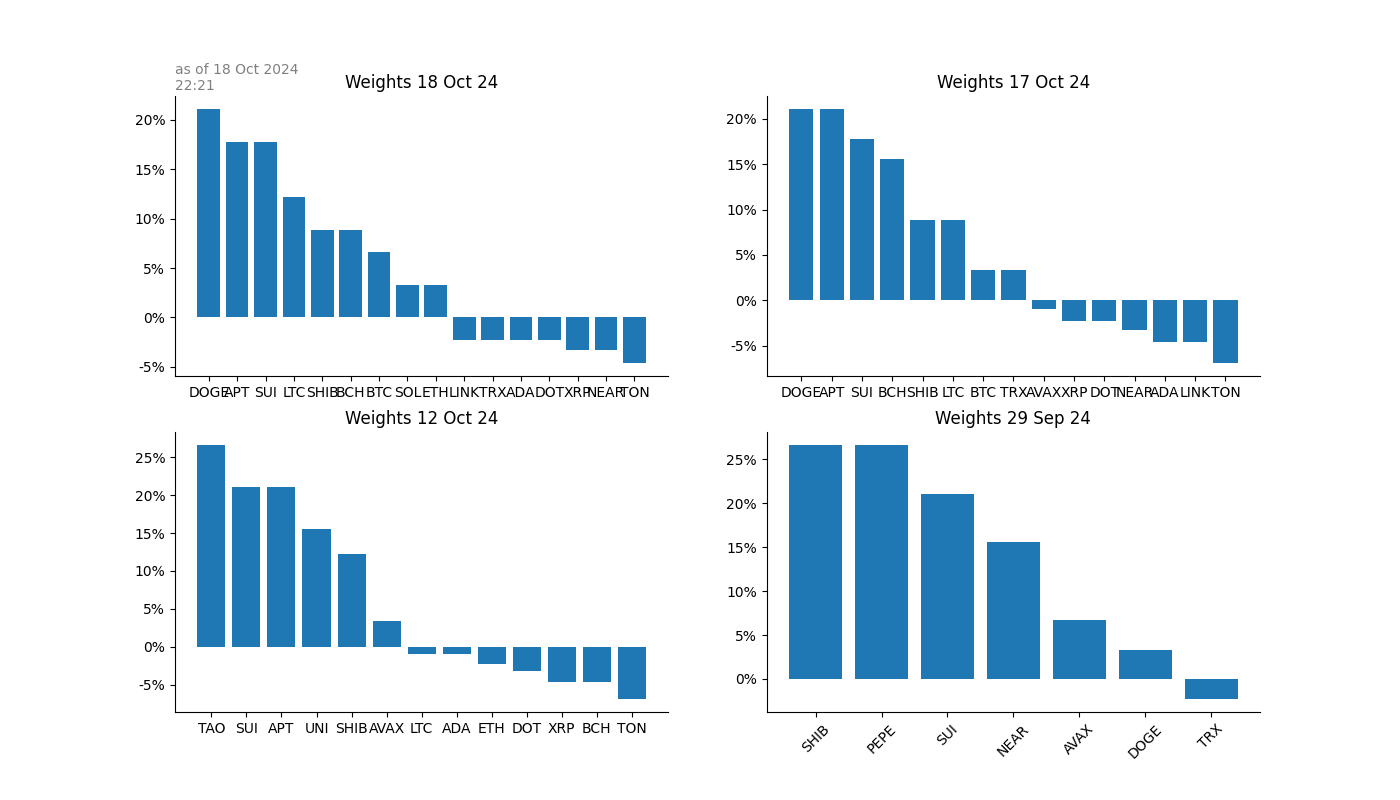 as of 18 Oct 2024
22:21
Weights 18 Oct 24
20%
15%
10%
5%
0%
-5%
DOGE APT SUI LTC SHIB BCH BTC SOL ETH LINK TRX ADA DOT XRP NEAR TON
Weights 17 Oct 24
20%
15%
10%
5%
0%
-5%
DOGE APT SUI BCH SHIB LTC BTC TRX AVAX XRP DOT NEAR ADA LINK TON
Weights 12 Oct 24
25%
20%
15%
10%
5%
0%
-5%
TAO SUI APT UNI SHIB AVAX LTC ADA ETH DOT XRP BCH TON
Weights 29 Sep 24
25%
20%
15%
10%
5%
0%
SHIB PEPE SUI NEAR AVAX DOGE TRX